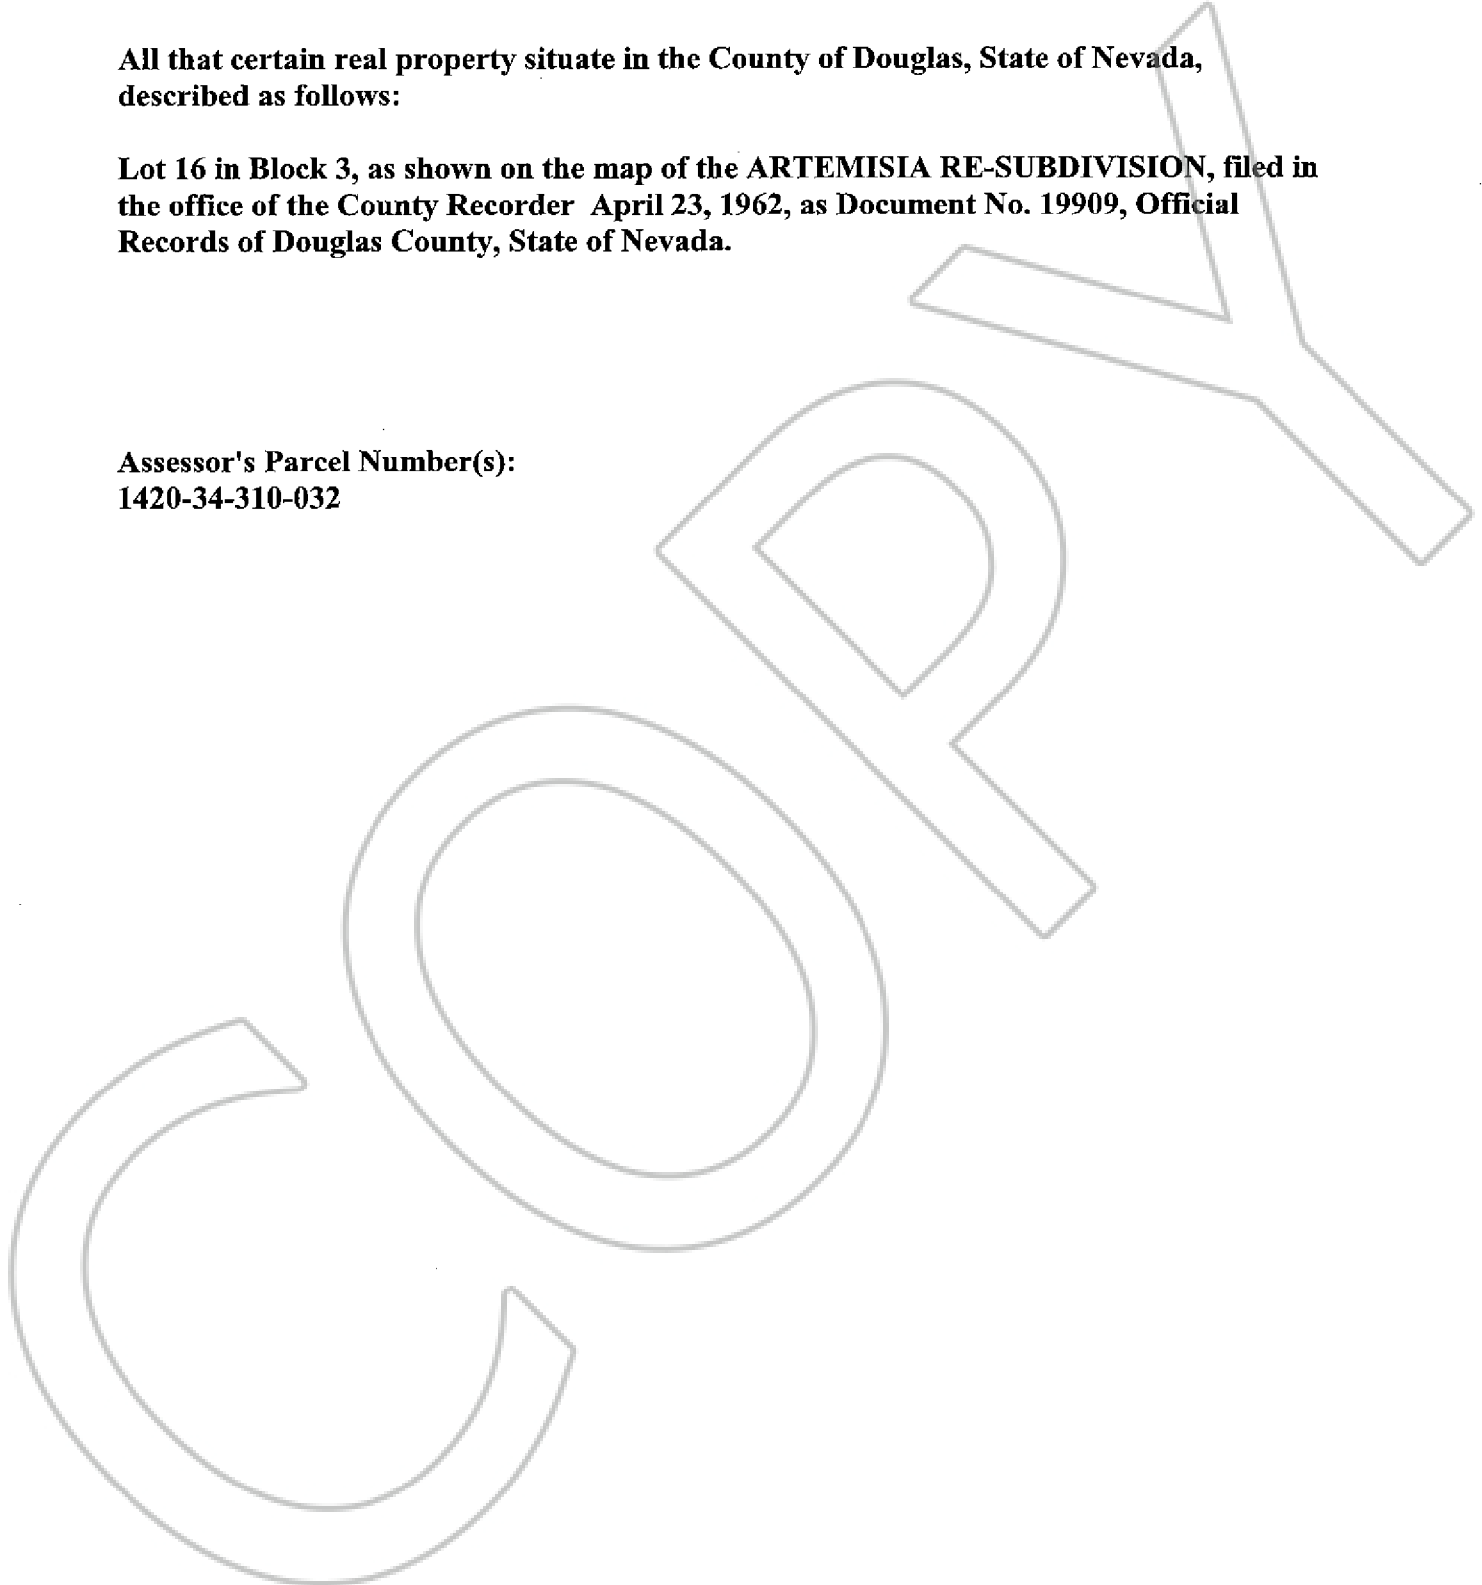 All that certain real property situate in the County of Douglas, State of Nevada,
described as follows:
Lot 16 in Block 3, as shown on the map of the ARTEMISIA RE-SUBDIVISION, filed in
the office of the County Recorder  April 23, 1962, as Document No. 19909, Official
Records of Douglas County, State of Nevada.
Assessor's Parcel Number(s):
1420-34-310-032
COPY